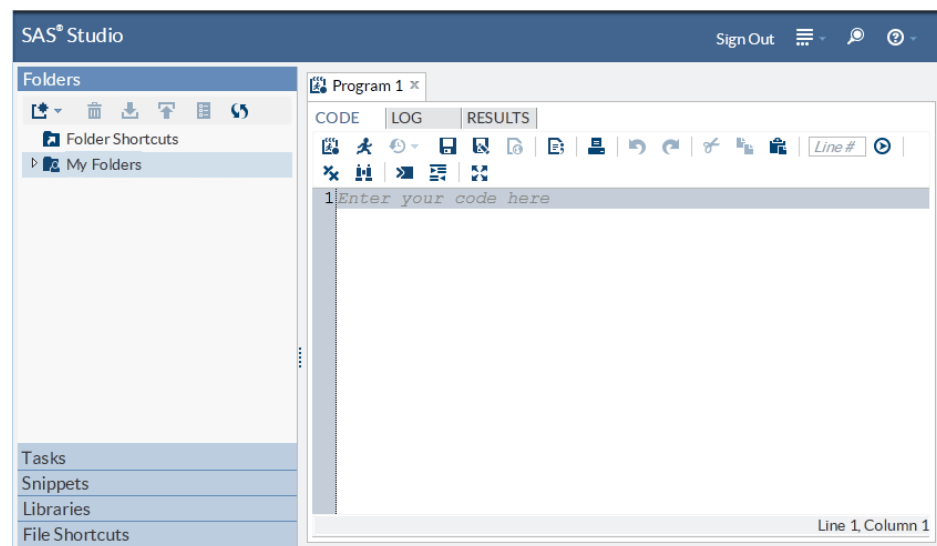 SAS® Studio
Sign Out
Folders
Folder Shortcuts
My Folders
Tasks
Snippets
Libraries
File Shortcuts
Program 1
CODE LOG RESULTS
Line #
1 Enter your code here
Line 1, Column 1